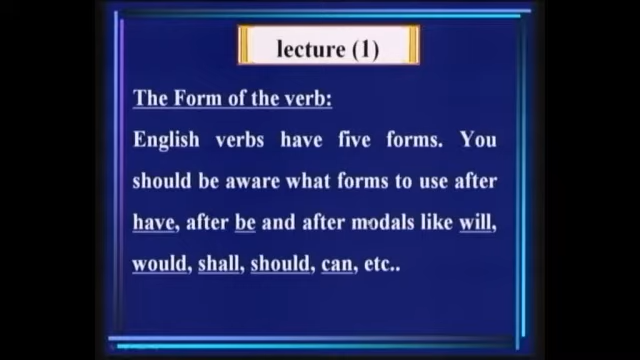 lecture (1)
The Form of the verb:
English verbs have five forms. You
should be aware what forms to use after
have, after be and after modals like will,
would, shall, should, can, etc..